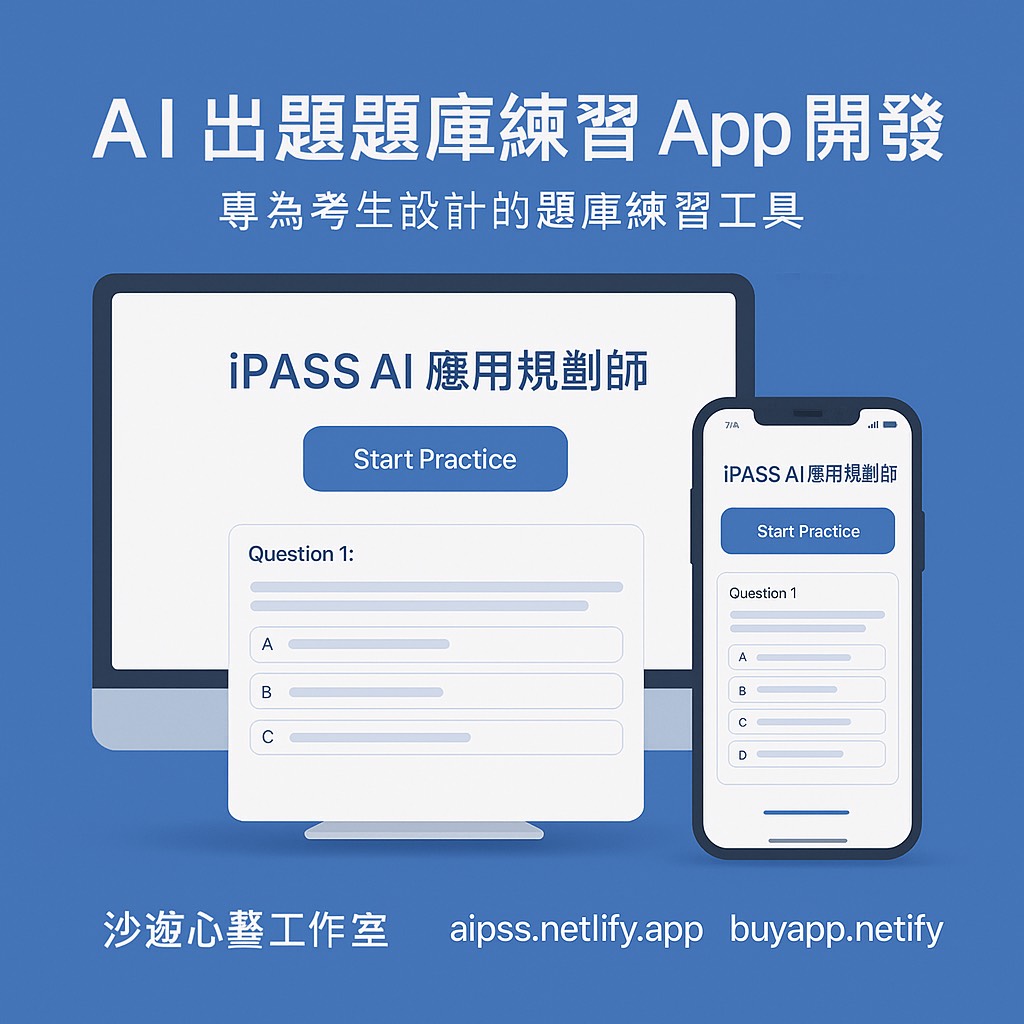 AI 出題題庫練習 App 開發
專為考生設計的題庫練習工具
iPASS AI 應用規劃師
Start Practice
Question 1:
A
B
C
iPASS AI 應用規劃師
Start Practice
Question 1
A
B
C
D
沙遊心藝工作室
aipss.netlify.app
buyapp.netify